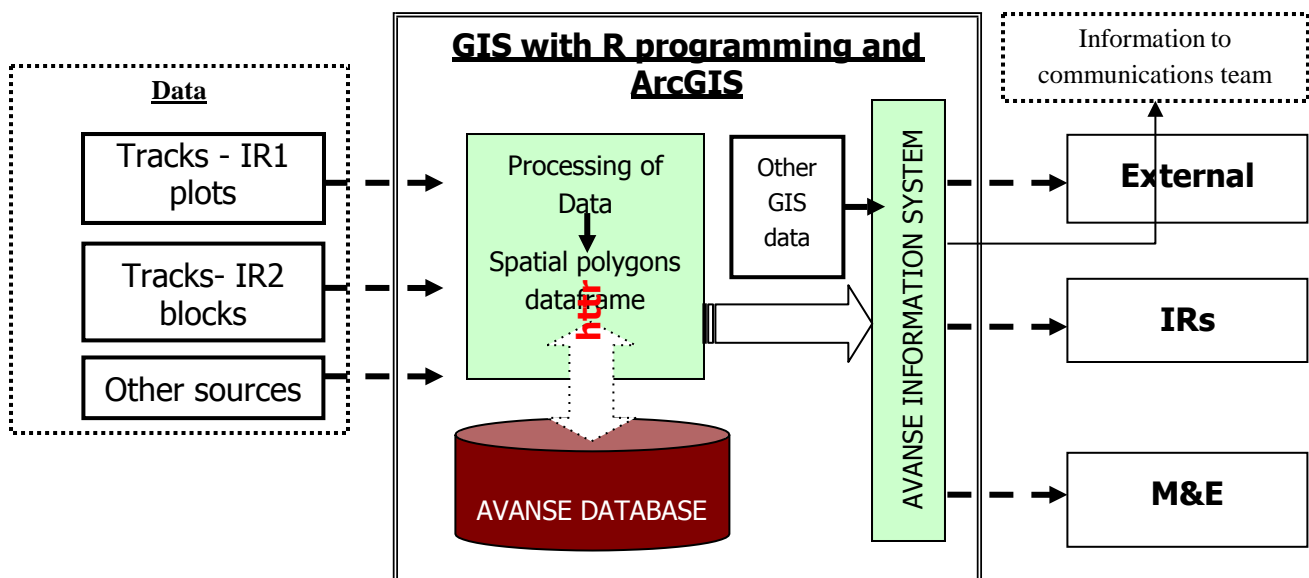 GIS with R programming and
ArcGIS
Information to
communications team
Data
Tracks - IR1
plots
Tracks- IR2
blocks
Other sources
Processing of
Data
Spatial polygons
dataframe
httr
AVANSE DATABASE
Other
GIS
data
AVANSE INFORMATION SYSTEM
External
IRs
M&E